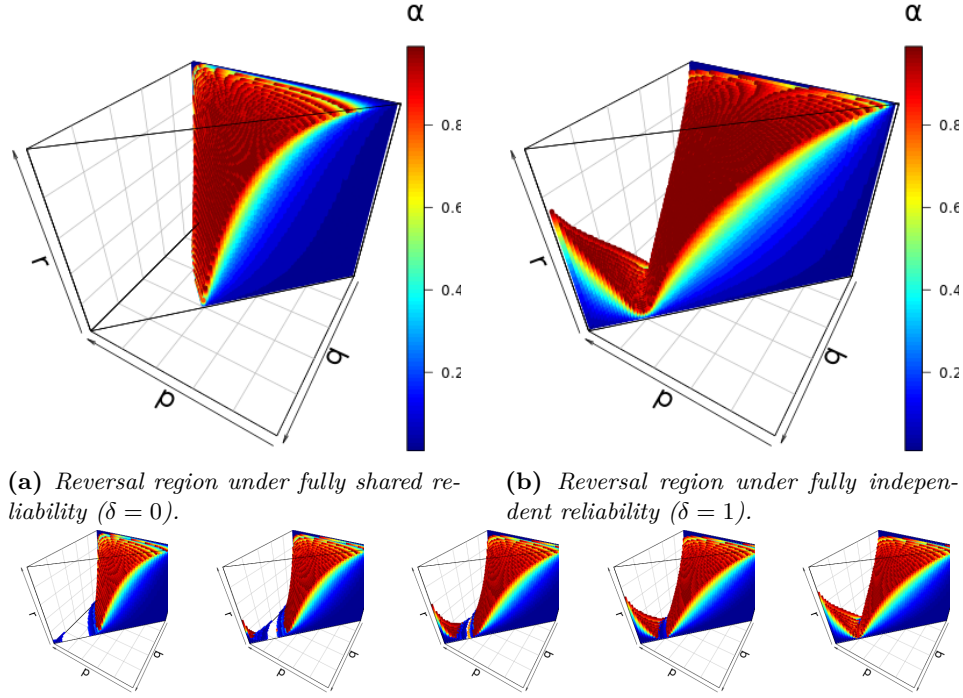 α
α
0.8
0.6
0.4
0.2
r
p
q
0.8
0.6
0.4
0.2
r
p
q
(a) Reversal region under fully shared re-
liability (δ = 0).
(b) Reversal region under fully indepen-
dent reliability (δ = 1).
r
p
q
r
p
q
r
p
q
r
p
q
r
p
q